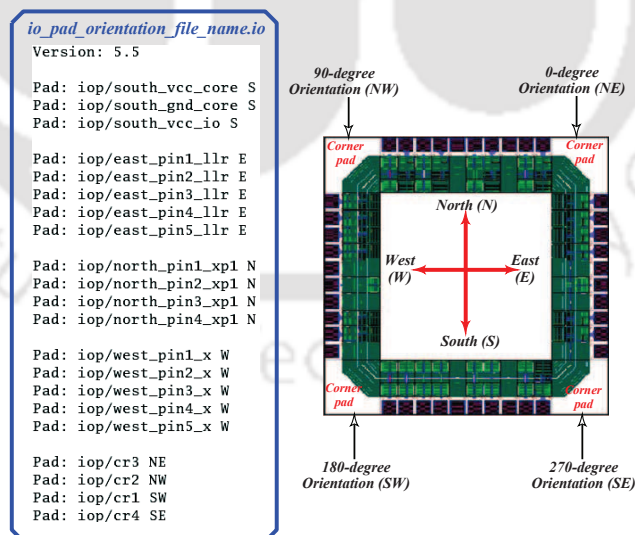 io_pad_orientation_file_name.io
Version: 5.5
Pad: iop/south_vcc_core S
Pad: iop/south_gnd_core S
Pad: iop/south_vcc_io S
Pad: iop/east_pin1_llr E
Pad: iop/east_pin2_llr E
Pad: iop/east_pin3_llr E
Pad: iop/east_pin4_llr E
Pad: iop/east_pin5_llr E
Pad: iop/north_pin1_xp1 N
Pad: iop/north_pin2_xp1 N
Pad: iop/north_pin3_xp1 N
Pad: iop/north_pin4_xp1 N
Pad: iop/west_pin1_x W
Pad: iop/west_pin2_x W
Pad: iop/west_pin3_x W
Pad: iop/west_pin4_x W
Pad: iop/west_pin5_x W
Pad: iop/cr3 NE
Pad: iop/cr2 NW
Pad: iop/cr1 SW
Pad: iop/cr4 SE
90-degree
Orientation (NW)
0-degree
Orientation (NE)
Corner
pad
Corner
pad
North (N)
West
(W)
East
(E)
South (S)
Corner
pad
Corner
pad
180-degree
Orientation (SW)
270-degree
Orientation (SE)